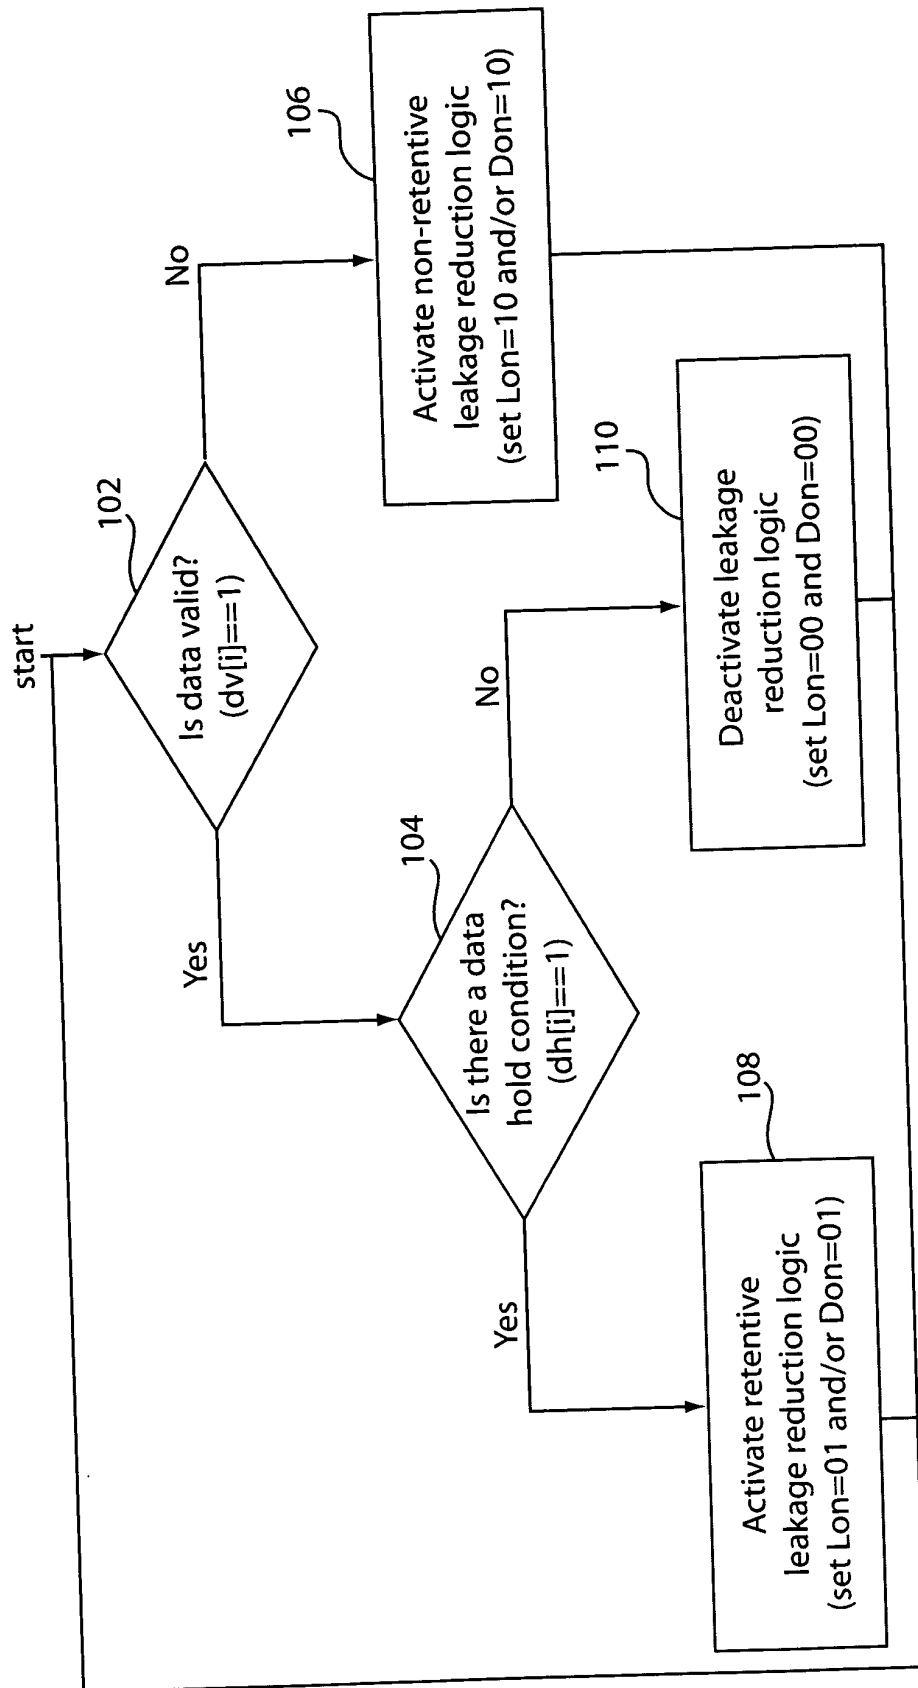 start
102
Is data valid?
(dv[i]==1)
Yes
No
104
Is there a data
hold condition?
(dh[i]==1)
106
Activate non-retentive
leakage reduction logic
(set Lon=10 and/or Don=10)
Yes
No
108
Activate retentive
leakage reduction logic
(set Lon=01 and/or Don=01)
110
Deactivate leakage
reduction logic
(set Lon=00 and Don=00)